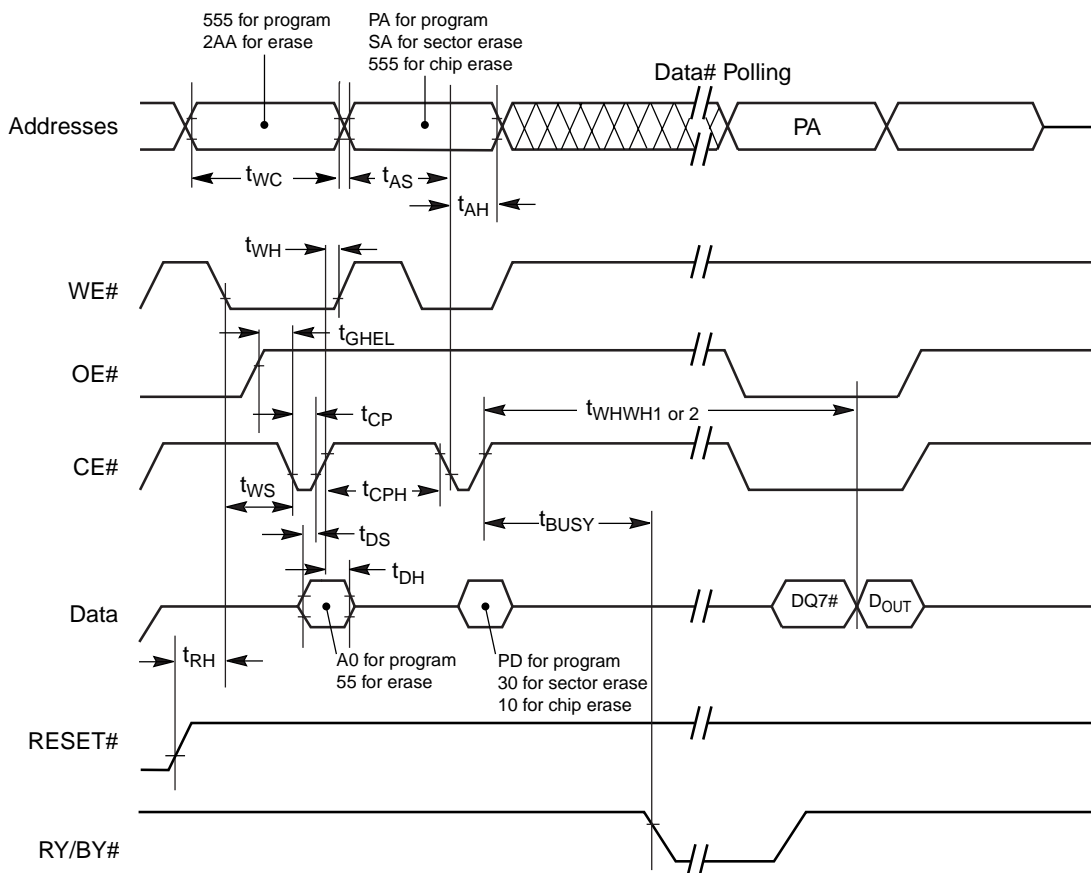 555 for program
2AA for erase
PA for program
SA for sector erase
555 for chip erase
Data# Polling
Addresses
PA
tWC
tAS
tAH
tWH
WE#
tGHEL
OE#
tWHWH1 or 2
tCP
CE#
tWS
tCPH
tBUSY
tDS
tDH
Data
DQ7#
DOUT
tRH
A0 for program
55 for erase
PD for program
30 for sector erase
10 for chip erase
RESET#
RY/BY#